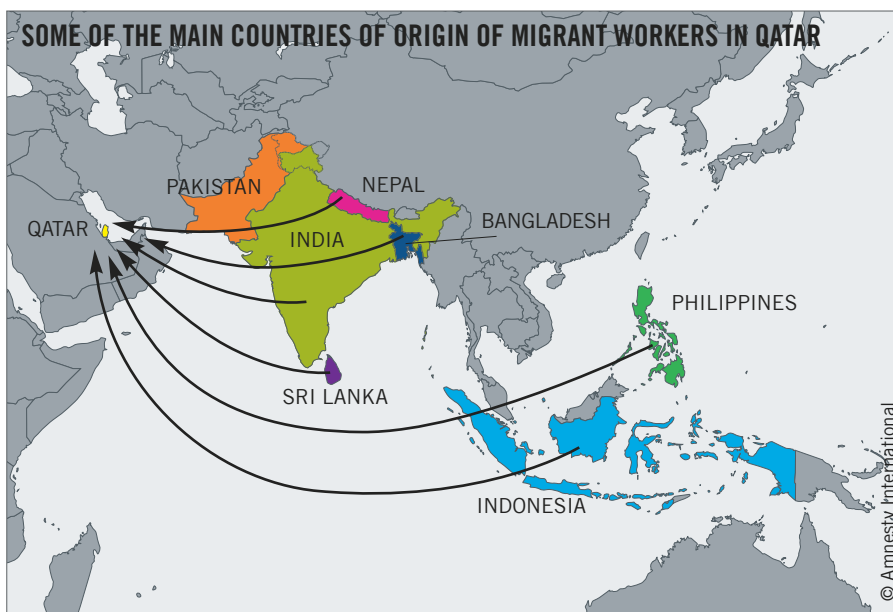 SOME OF THE MAIN COUNTRIES OF ORIGIN OF MIGRANT WORKERS IN QATAR
PAKISTAN
NEPAL
QATAR
INDIA
BANGLADESH
PHILIPPINES
SRI LANKA
INDONESIA
© Amnesty International